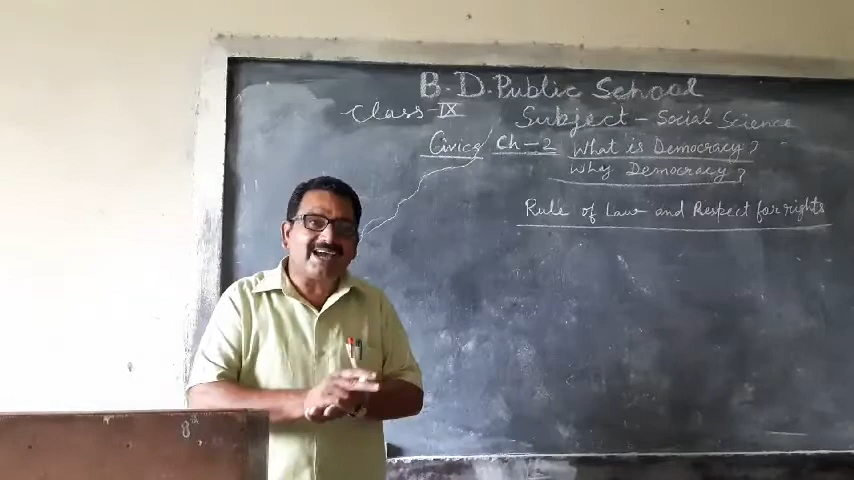 B.D.Public School
Class-IX Subject-Social Science
Civics Ch-2 What is Democracy?
Why Democracy?
Rule of Law and Respect for rights
8